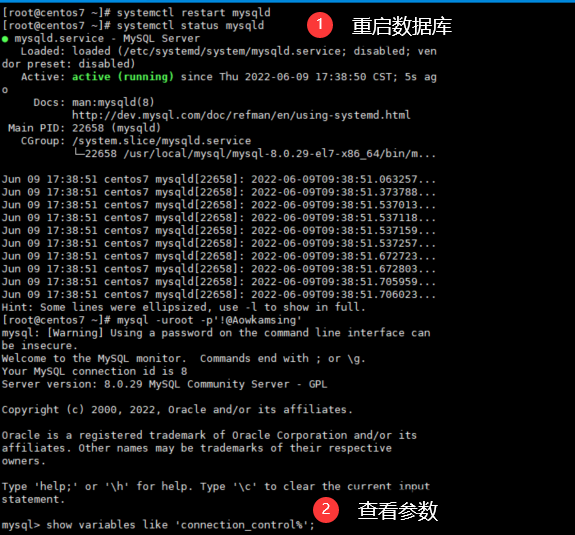 [root@centos7 ~]# systemctl restart mysqld
[root@centos7 ~]# systemctl status mysqld
1 重启数据库
● mysqld.service - MySQL Server
Loaded: loaded (/etc/systemd/system/mysqld.service; disabled; ven
dor preset: disabled)
Active: active (running) since Thu 2022-06-09 17:38:50 CST; 5s ag
o
Docs: man:mysqld(8)
http://dev.mysql.com/doc/refman/en/using-systemd.html
Main PID: 22658 (mysqld)
CGroup: /system.slice/mysqld.service
└─22658 /usr/local/mysql/mysql-8.0.29-el7-x86_64/bin/m...
Jun 09 17:38:51 centos7 mysqld[22658]: 2022-06-09T09:38:51.063257...
Jun 09 17:38:51 centos7 mysqld[22658]: 2022-06-09T09:38:51.373788...
Jun 09 17:38:51 centos7 mysqld[22658]: 2022-06-09T09:38:51.537013...
Jun 09 17:38:51 centos7 mysqld[22658]: 2022-06-09T09:38:51.537118...
Jun 09 17:38:51 centos7 mysqld[22658]: 2022-06-09T09:38:51.537159...
Jun 09 17:38:51 centos7 mysqld[22658]: 2022-06-09T09:38:51.537257...
Jun 09 17:38:51 centos7 mysqld[22658]: 2022-06-09T09:38:51.672723...
Jun 09 17:38:51 centos7 mysqld[22658]: 2022-06-09T09:38:51.672803...
Jun 09 17:38:51 centos7 mysqld[22658]: 2022-06-09T09:38:51.705959...
Jun 09 17:38:51 centos7 mysqld[22658]: 2022-06-09T09:38:51.706023...
Hint: Some lines were ellipsized, use -l to show in full.
[root@centos7 ~]# mysql -uroot -p'!@Aowkamsing'
mysql: [Warning] Using a password on the command line interface can
be insecure.
Welcome to the MySQL monitor.  Commands end with ; or \g.
Your MySQL connection id is 8
Server version: 8.0.29 MySQL Community Server - GPL
Copyright (c) 2000, 2022, Oracle and/or its affiliates.
Oracle is a registered trademark of Oracle Corporation and/or its
affiliates. Other names may be trademarks of their respective
owners.
Type 'help;' or '\h' for help. Type '\c' to clear the current input
statement.
2 查看参数
mysql> show variables like 'connection_control%';